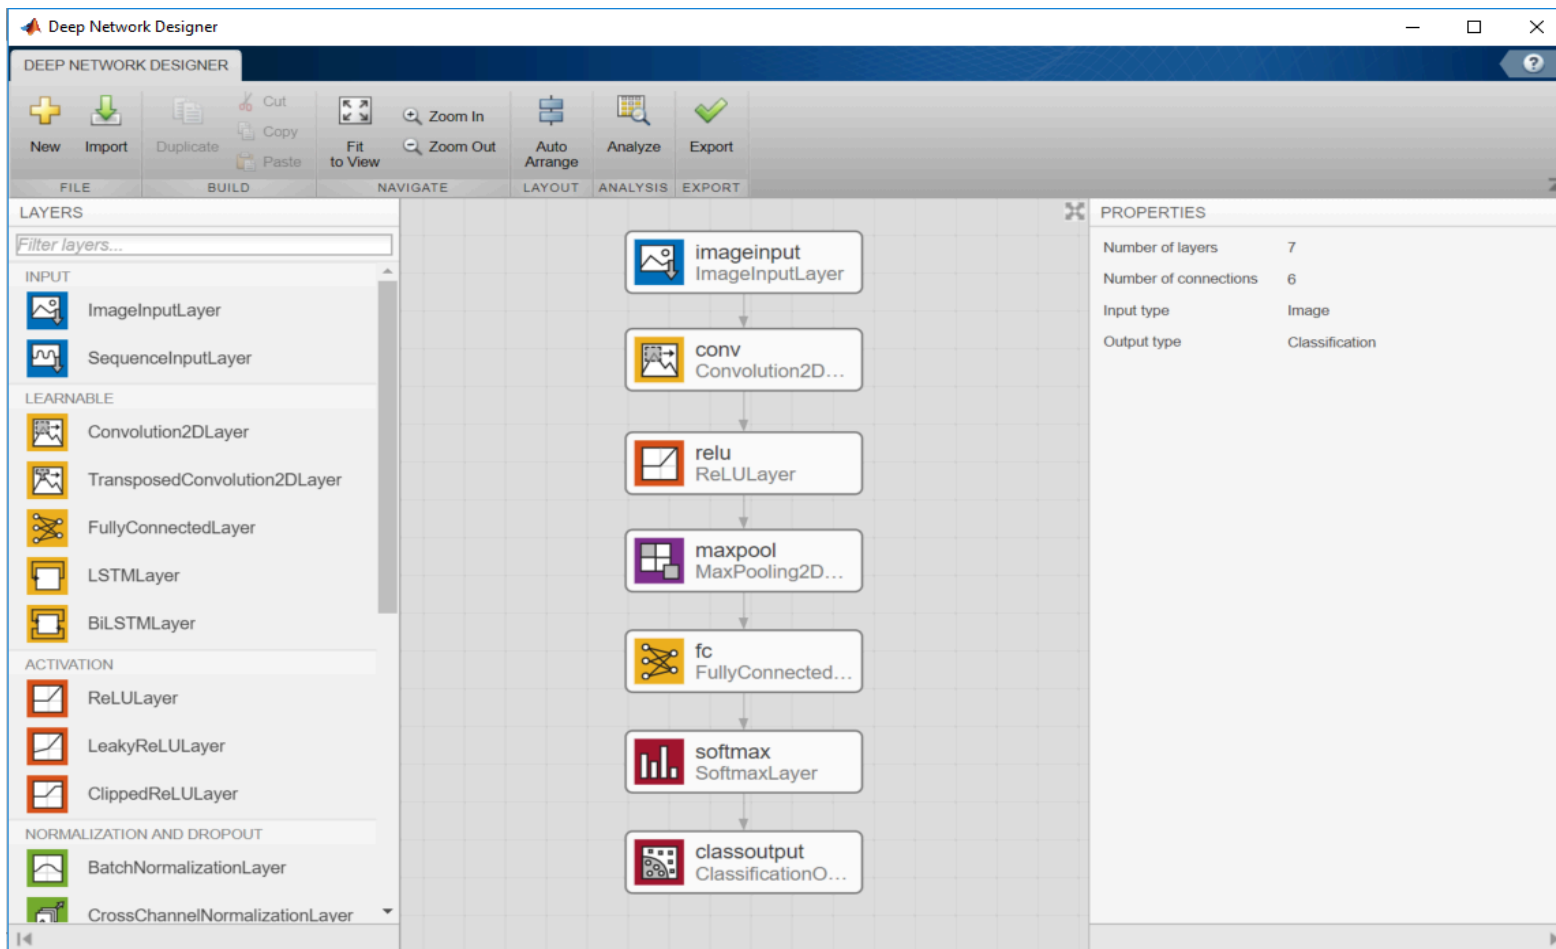 Deep Network Designer
DEEP NETWORK DESIGNER
New
Import
Duplicate
Cut
Copy
Paste
Fit
to View
Zoom In
Zoom Out
Auto
Arrange
Analyze
Export
FILE
BUILD
NAVIGATE
LAYOUT
ANALYSIS
EXPORT
LAYERS
Filter layers...
INPUT
ImageInputLayer
SequenceInputLayer
LEARNABLE
Convolution2DLayer
TransposedConvolution2DLayer
FullyConnectedLayer
LSTMLayer
BiLSTMLayer
ACTIVATION
ReLULayer
LeakyReLULayer
ClippedReLULayer
NORMALIZATION AND DROPOUT
BatchNormalizationLayer
CrossChannelNormalizationLayer
imageinput
ImageInputLayer
conv
Convolution2D...
relu
ReLULayer
maxpool
MaxPooling2D...
fc
FullyConnected...
softmax
SoftmaxLayer
classoutput
ClassificationO...
PROPERTIES
Number of layers 7
Number of connections 6
Input type Image
Output type Classification